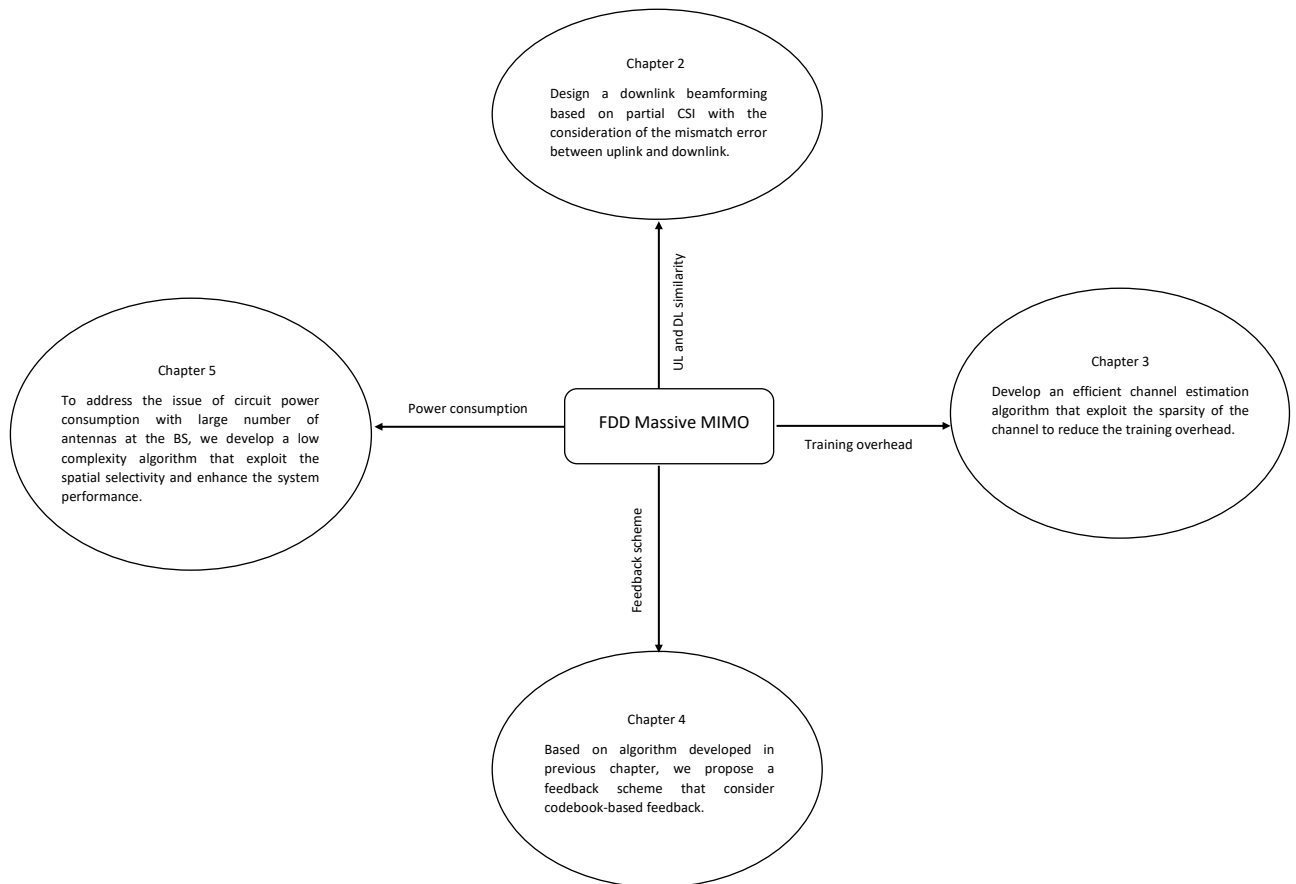 Chapter 2
Design a downlink beamforming
based on partial CSI with the
consideration of the mismatch error
between uplink and downlink.
UL and DL similarity
Chapter 5
To address the issue of circuit power
consumption with large number of
antennas at the BS, we develop a low
complexity algorithm that exploit the
spatial selectivity and enhance the system
performance.
Power consumption
FDD Massive MIMO
Training overhead
Chapter 3
Develop an efficient channel estimation
algorithm that exploit the sparsity of the
channel to reduce the training overhead.
Feedback scheme
Chapter 4
Based on algorithm developed in
previous chapter, we propose a
feedback scheme that consider
codebook-based feedback.